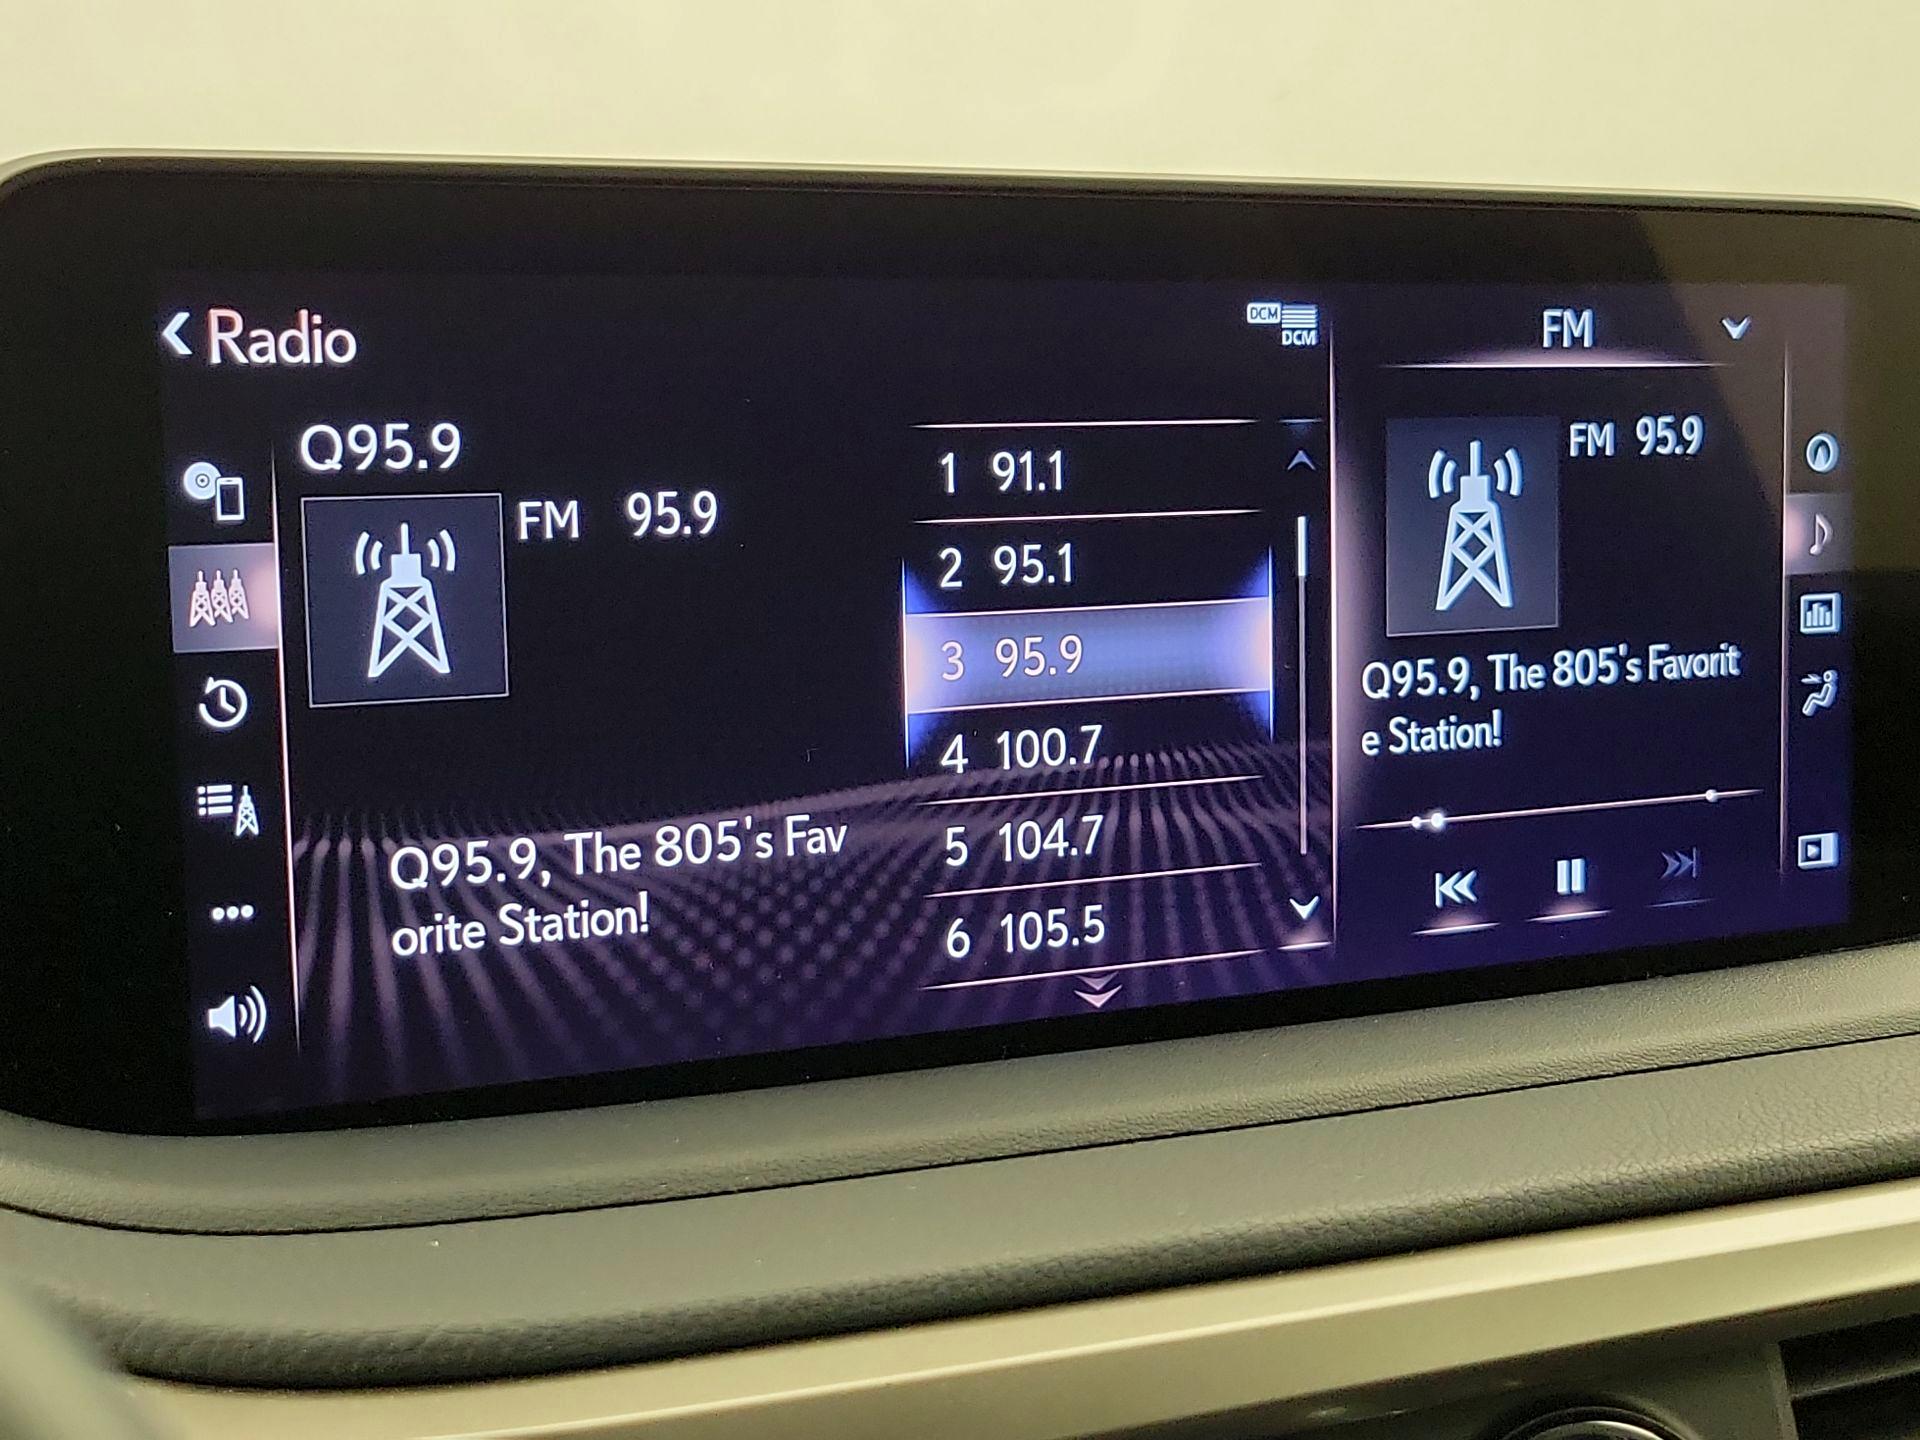 Radio
DCM
DCM
FM
Q95.9
FM 95.9
Q95.9, The 805's Fav
orite Station!
1 91.1
2 95.1
3 95.9
4 100.7
5 104.7
6 105.5
FM 95.9
Q95.9, The 805's Favorit
e Station!